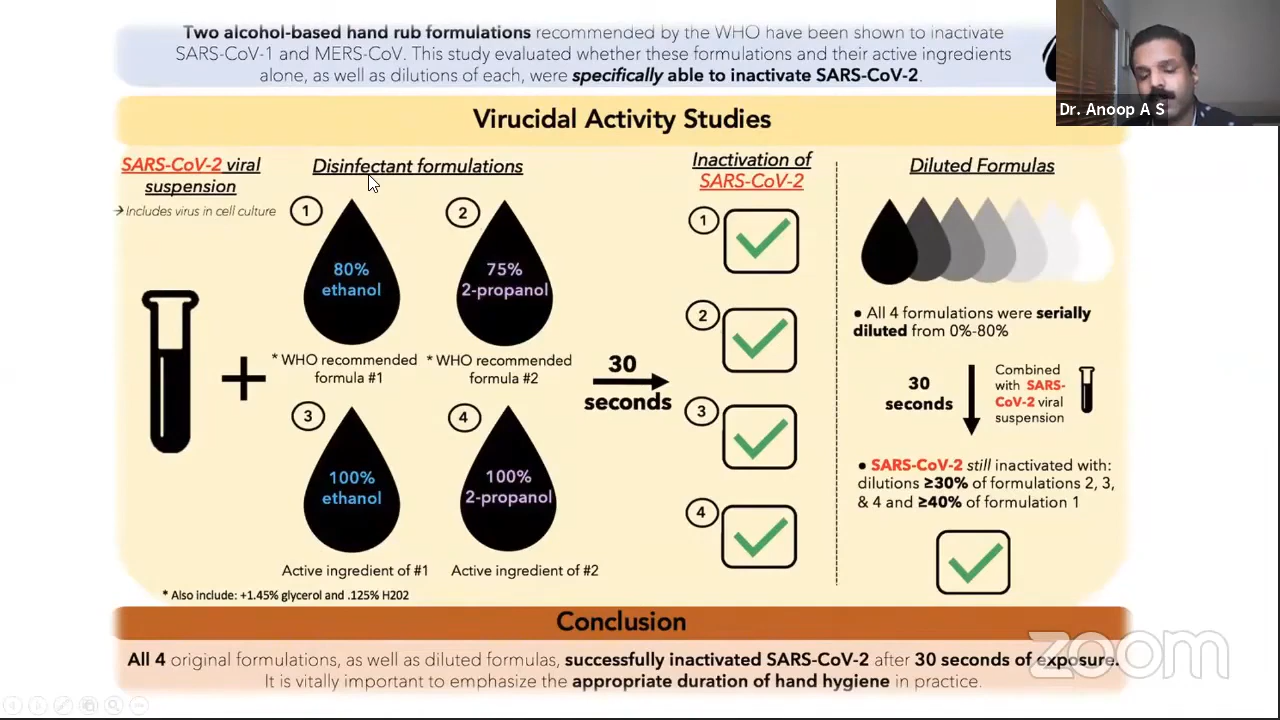 Two alcohol-based hand rub formulations recommended by the WHO have been shown to inactivate
SARS-CoV-1 and MERS-CoV. This study evaluated whether these formulations and their active ingredients
alone, as well as dilutions of each, were specifically able to inactivate SARS-CoV-2.
Dr. Anoop A S
Virucidal Activity Studies
SARS-CoV-2 viral
suspension
→ Includes virus in cell culture
+
Disinfectant formulations
1
80%
ethanol
* WHO recommended
formula #1
2
75%
2-propanol
* WHO recommended
formula #2
3
100%
ethanol
Active ingredient of #1
4
100%
2-propanol
Active ingredient of #2
* Also include: +1.45% glycerol and .125% H202
30
seconds
Inactivation of
SARS-CoV-2
1
2
3
4
Diluted Formulas
• All 4 formulations were serially
diluted from 0%-80%
30
seconds
Combined
with SARS-
CoV-2 viral
suspension
• SARS-CoV-2 still inactivated with:
dilutions ≥30% of formulations 2, 3,
& 4 and ≥40% of formulation 1
Conclusion
All 4 original formulations, as well as diluted formulas, successfully inactivated SARS-CoV-2 after 30 seconds of exposure.
It is vitally important to emphasize the appropriate duration of hand hygiene in practice.
zoom